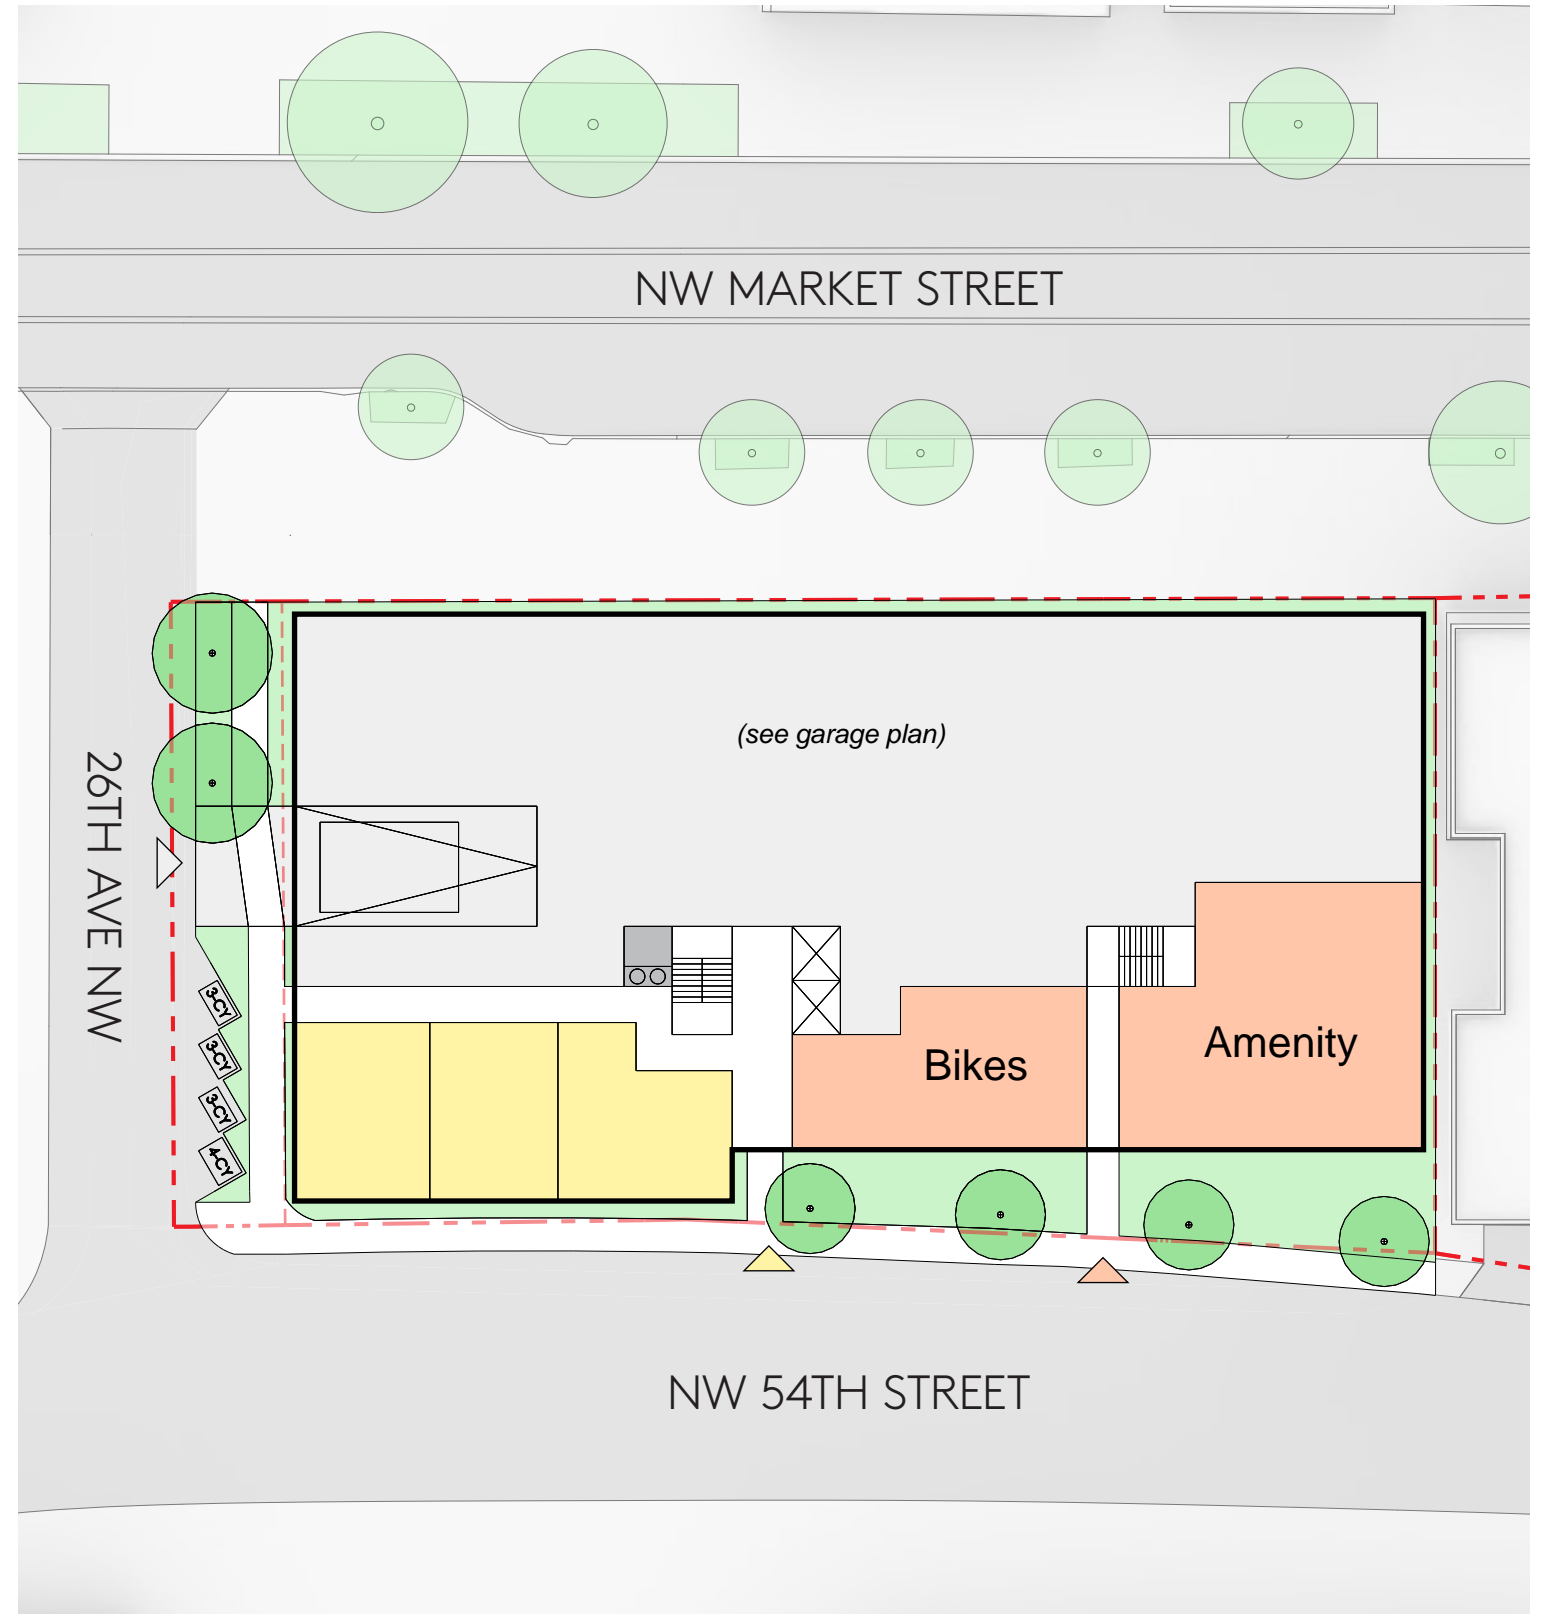 NW MARKET STREET
(see garage plan)
26TH AVE NW
3-CY
3-CY
3-CY
4-CY
Bikes
Amenity
NW 54TH STREET